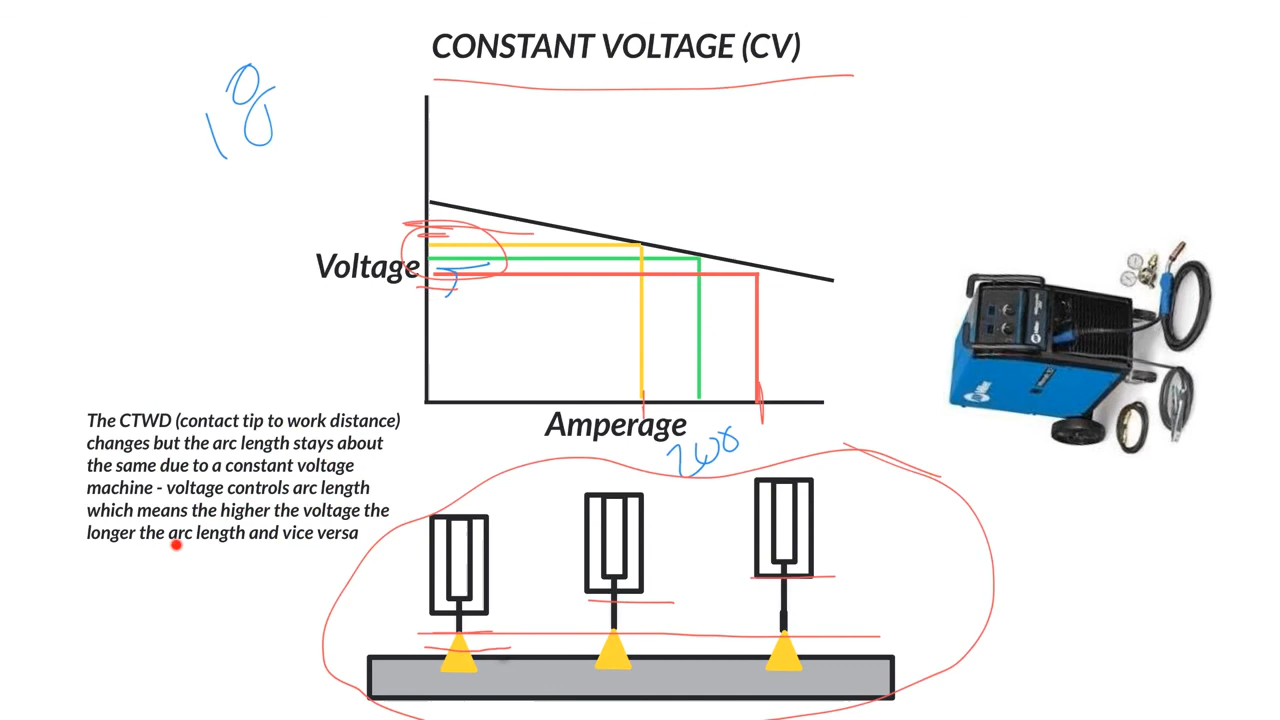 CONSTANT VOLTAGE (CV)
18
Voltage
Amperage
The CTWD (contact tip to work distance)
changes but the arc length stays about
the same due to a constant voltage
machine - voltage controls arc length
which means the higher the voltage the
longer the arc length and vice versa